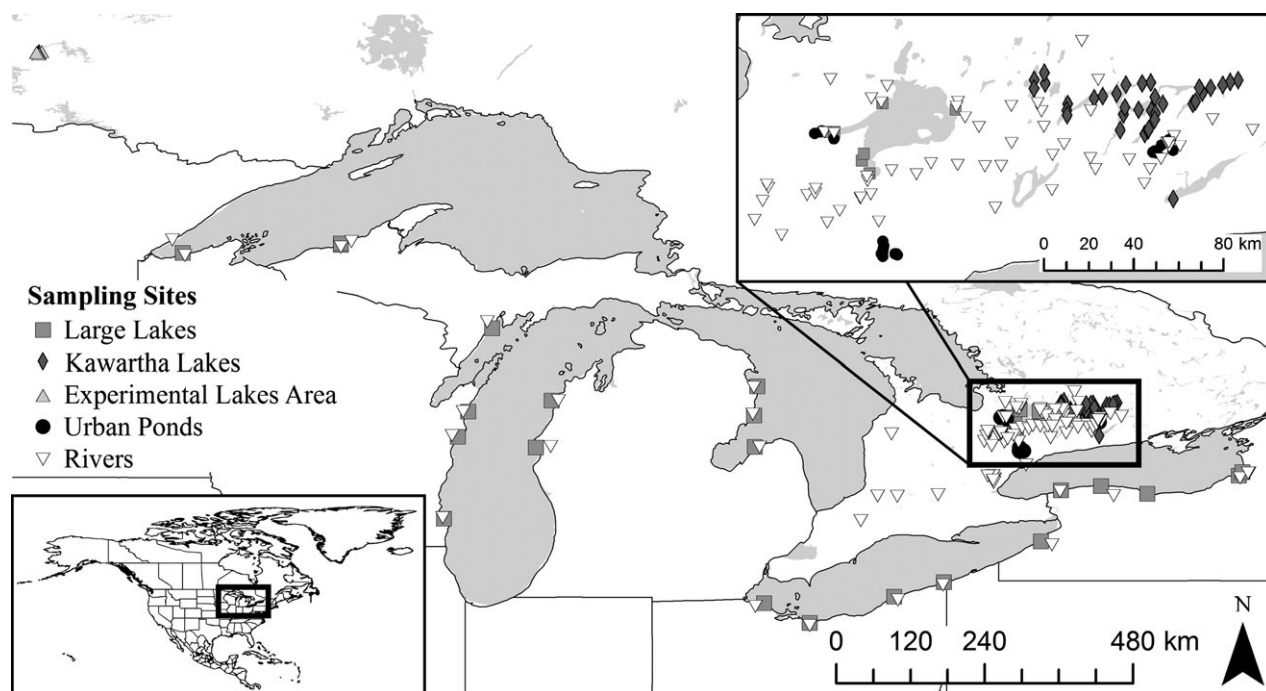 0 20 40 80 km
Sampling Sites
Large Lakes
Kawartha Lakes
Experimental Lakes Area
Urban Ponds
Rivers
N
0 120 240 480 km